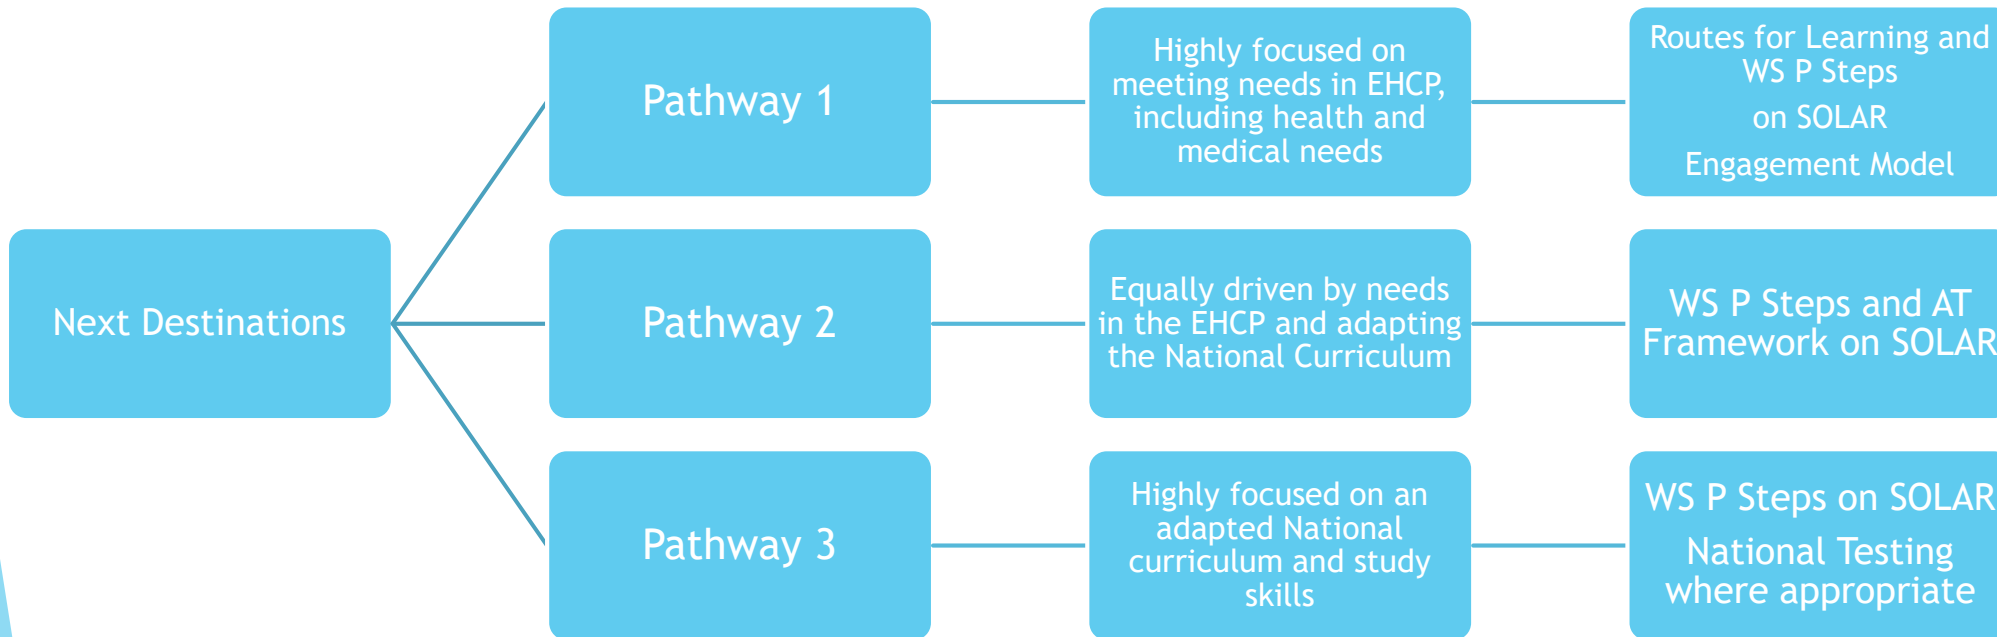 Next Destinations
Pathway 1
Highly focused on
meeting needs in EHCP,
including health and
medical needs
Routes for Learning and
WS P Steps
on SOLAR
Engagement Model
Pathway 2
Equally driven by needs
in the EHCP and adapting
the National Curriculum
WS P Steps and AT
Framework on SOLAR
Pathway 3
Highly focused on an
adapted National
curriculum and study
skills
WS P Steps on SOLAR
National Testing
where appropriate